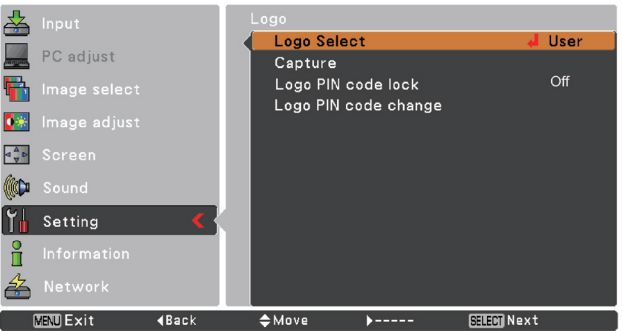 Input
PC adjust
Image select
Image adjust
Screen
Sound
Setting
Information
Network
Logo
Logo Select User
Capture
Logo PIN code lock Off
Logo PIN code change
MENU Exit ◀Back ◆Move ▶----- SELECT Next